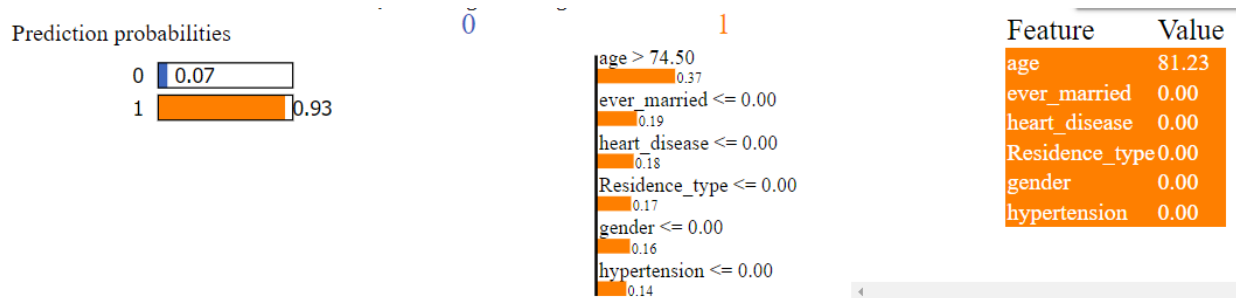 Prediction probabilities
0 0.07
1 0.93
0 1
age > 74.50
0.37
ever_married <= 0.00
0.19
heart_disease <= 0.00
0.18
Residence_type <= 0.00
0.17
gender <= 0.00
0.16
hypertension <= 0.00
0.14
Feature Value
age 81.23
ever_married 0.00
heart_disease 0.00
Residence_type 0.00
gender 0.00
hypertension 0.00